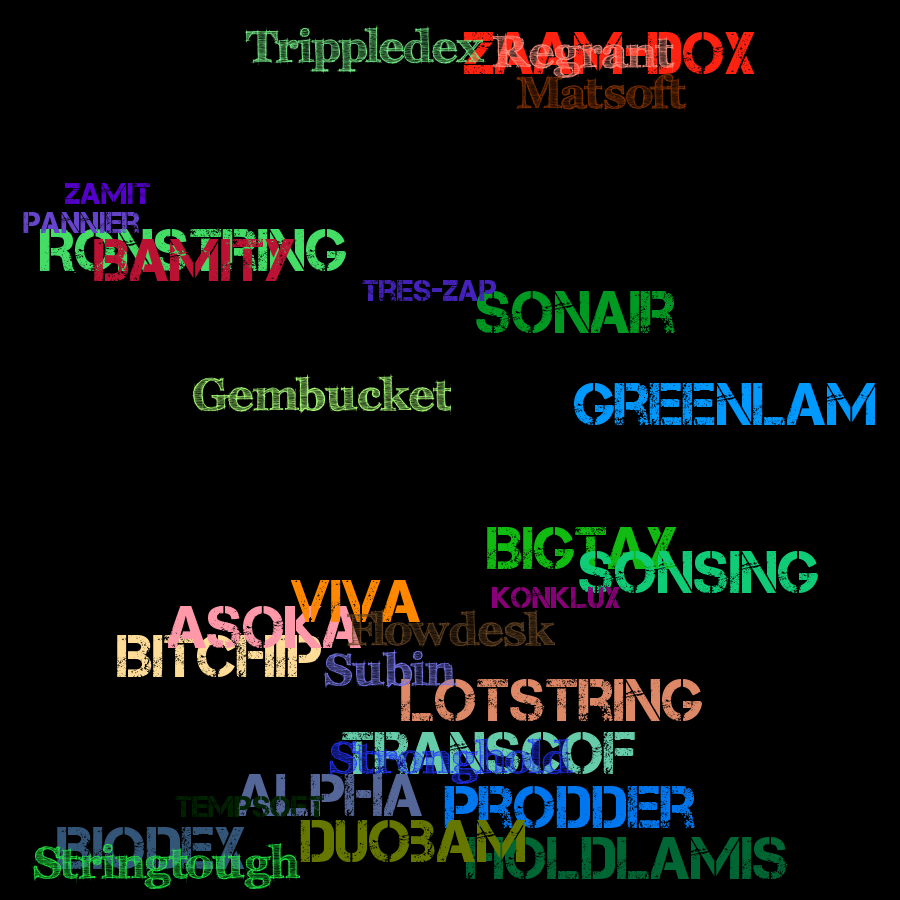 Trippledex
ZAAM-DOX
Regrant
Matsoft
ZAMIT
PANNIER
RONSTRING
BAMITY
TRES-ZAP
SONAIR
Gembucket
GREENLAM
BIGTAX
SONSING
KONKLUX
VIVA
ASOKA
Flowdesk
BITCHIP
Subin
LOTSTRING
TRANSCOF
Stronghold
ALPHA
TEMPSOFT
PRODDER
BIODEX
DUOBAM
HOLDLAMIS
Stringtough